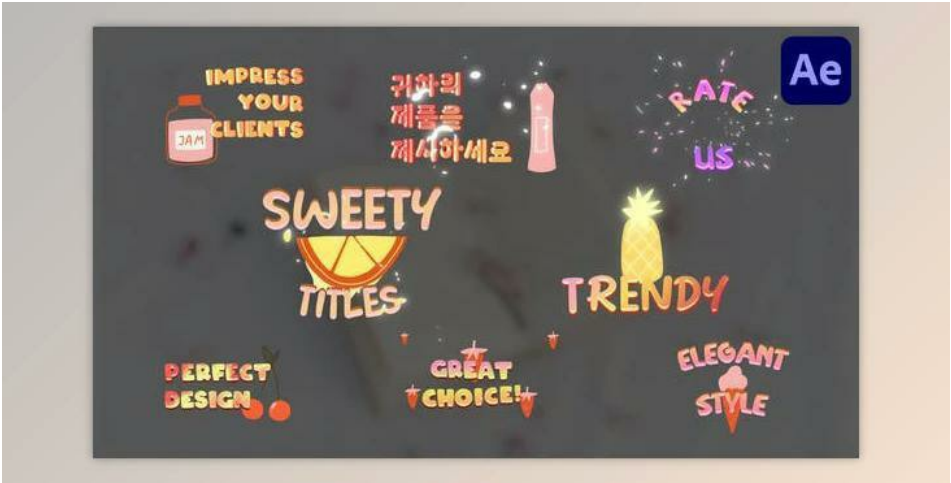 IMPRESS
YOUR
CLIENTS
JAM
귀하의
제품을
제시하세요
RATE
US
Ae
SWEETY
TITLES
TRENDY
PERFECT
DESIGN
GREAT
CHOICE!
ELEGANT
STYLE